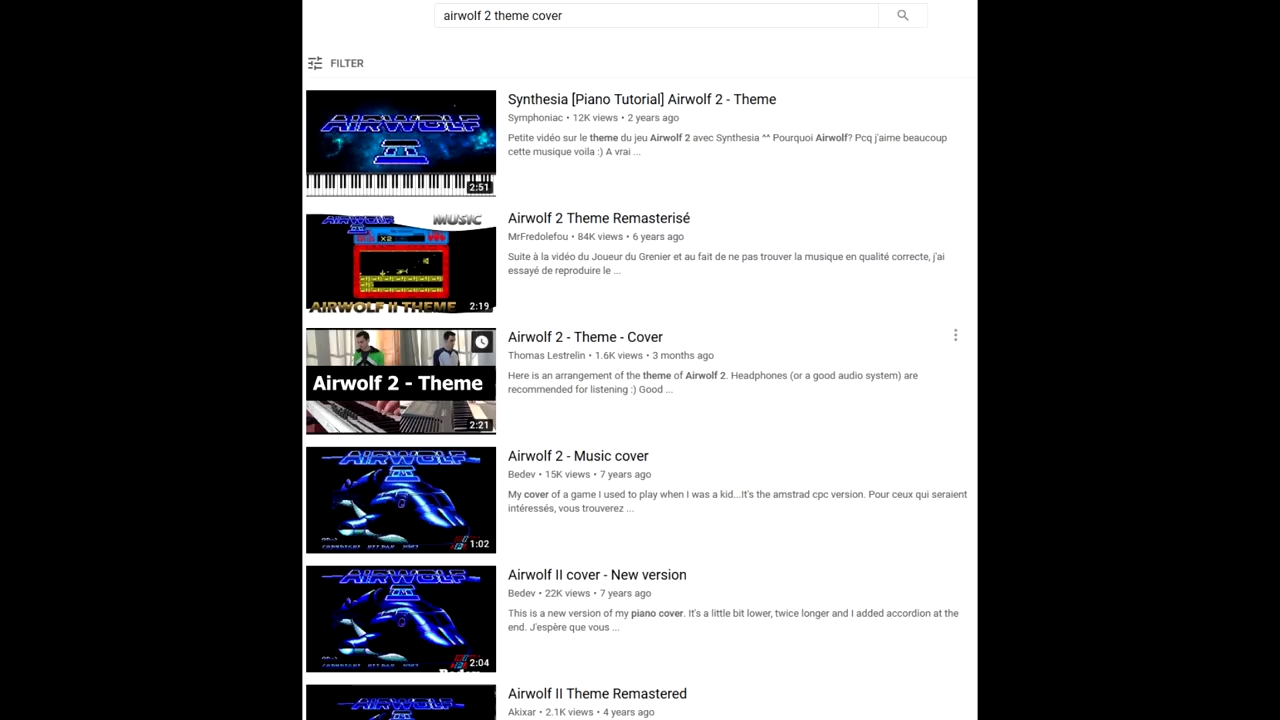 airwolf 2 theme cover
FILTER
AIRWOLF
II
2:51
Synthesia [Piano Tutorial] Airwolf 2 - Theme
Symphoniac • 12K views • 2 years ago
Petite vidéo sur le theme du jeu Airwolf 2 avec Synthesia ^^ Pourquoi Airwolf? Pcq j'aime beaucoup
cette musique voila :) A vrai ...
AIRWOLF
II
MUSIC
X2
AIRWOLF II THEME
2:19
Airwolf 2 Theme Remasterisé
MrFredolefou • 84K views • 6 years ago
Suite à la vidéo du Joueur du Grenier et au fait de ne pas trouver la musique en qualité correcte, j'ai
essayé de reproduire le ...
Airwolf 2 - Theme
2:21
Airwolf 2 - Theme - Cover
Thomas Lestrelin • 1.6K views • 3 months ago
Here is an arrangement of the theme of Airwolf 2. Headphones (or a good audio system) are
recommended for listening :) Good ...
AIRWOLF
II
1:02
Airwolf 2 - Music cover
Bedev • 15K views • 7 years ago
My cover of a game I used to play when I was a kid...It's the amstrad cpc version. Pour ceux qui seraient
intéressés, vous trouverez ...
AIRWOLF
II
2:04
Airwolf II cover - New version
Bedev • 22K views • 7 years ago
This is a new version of my piano cover. It's a little bit lower, twice longer and I added accordion at the
end. J'espère que vous ...
AIRWOLF
Airwolf II Theme Remastered
Akixar • 2.1K views • 4 years ago